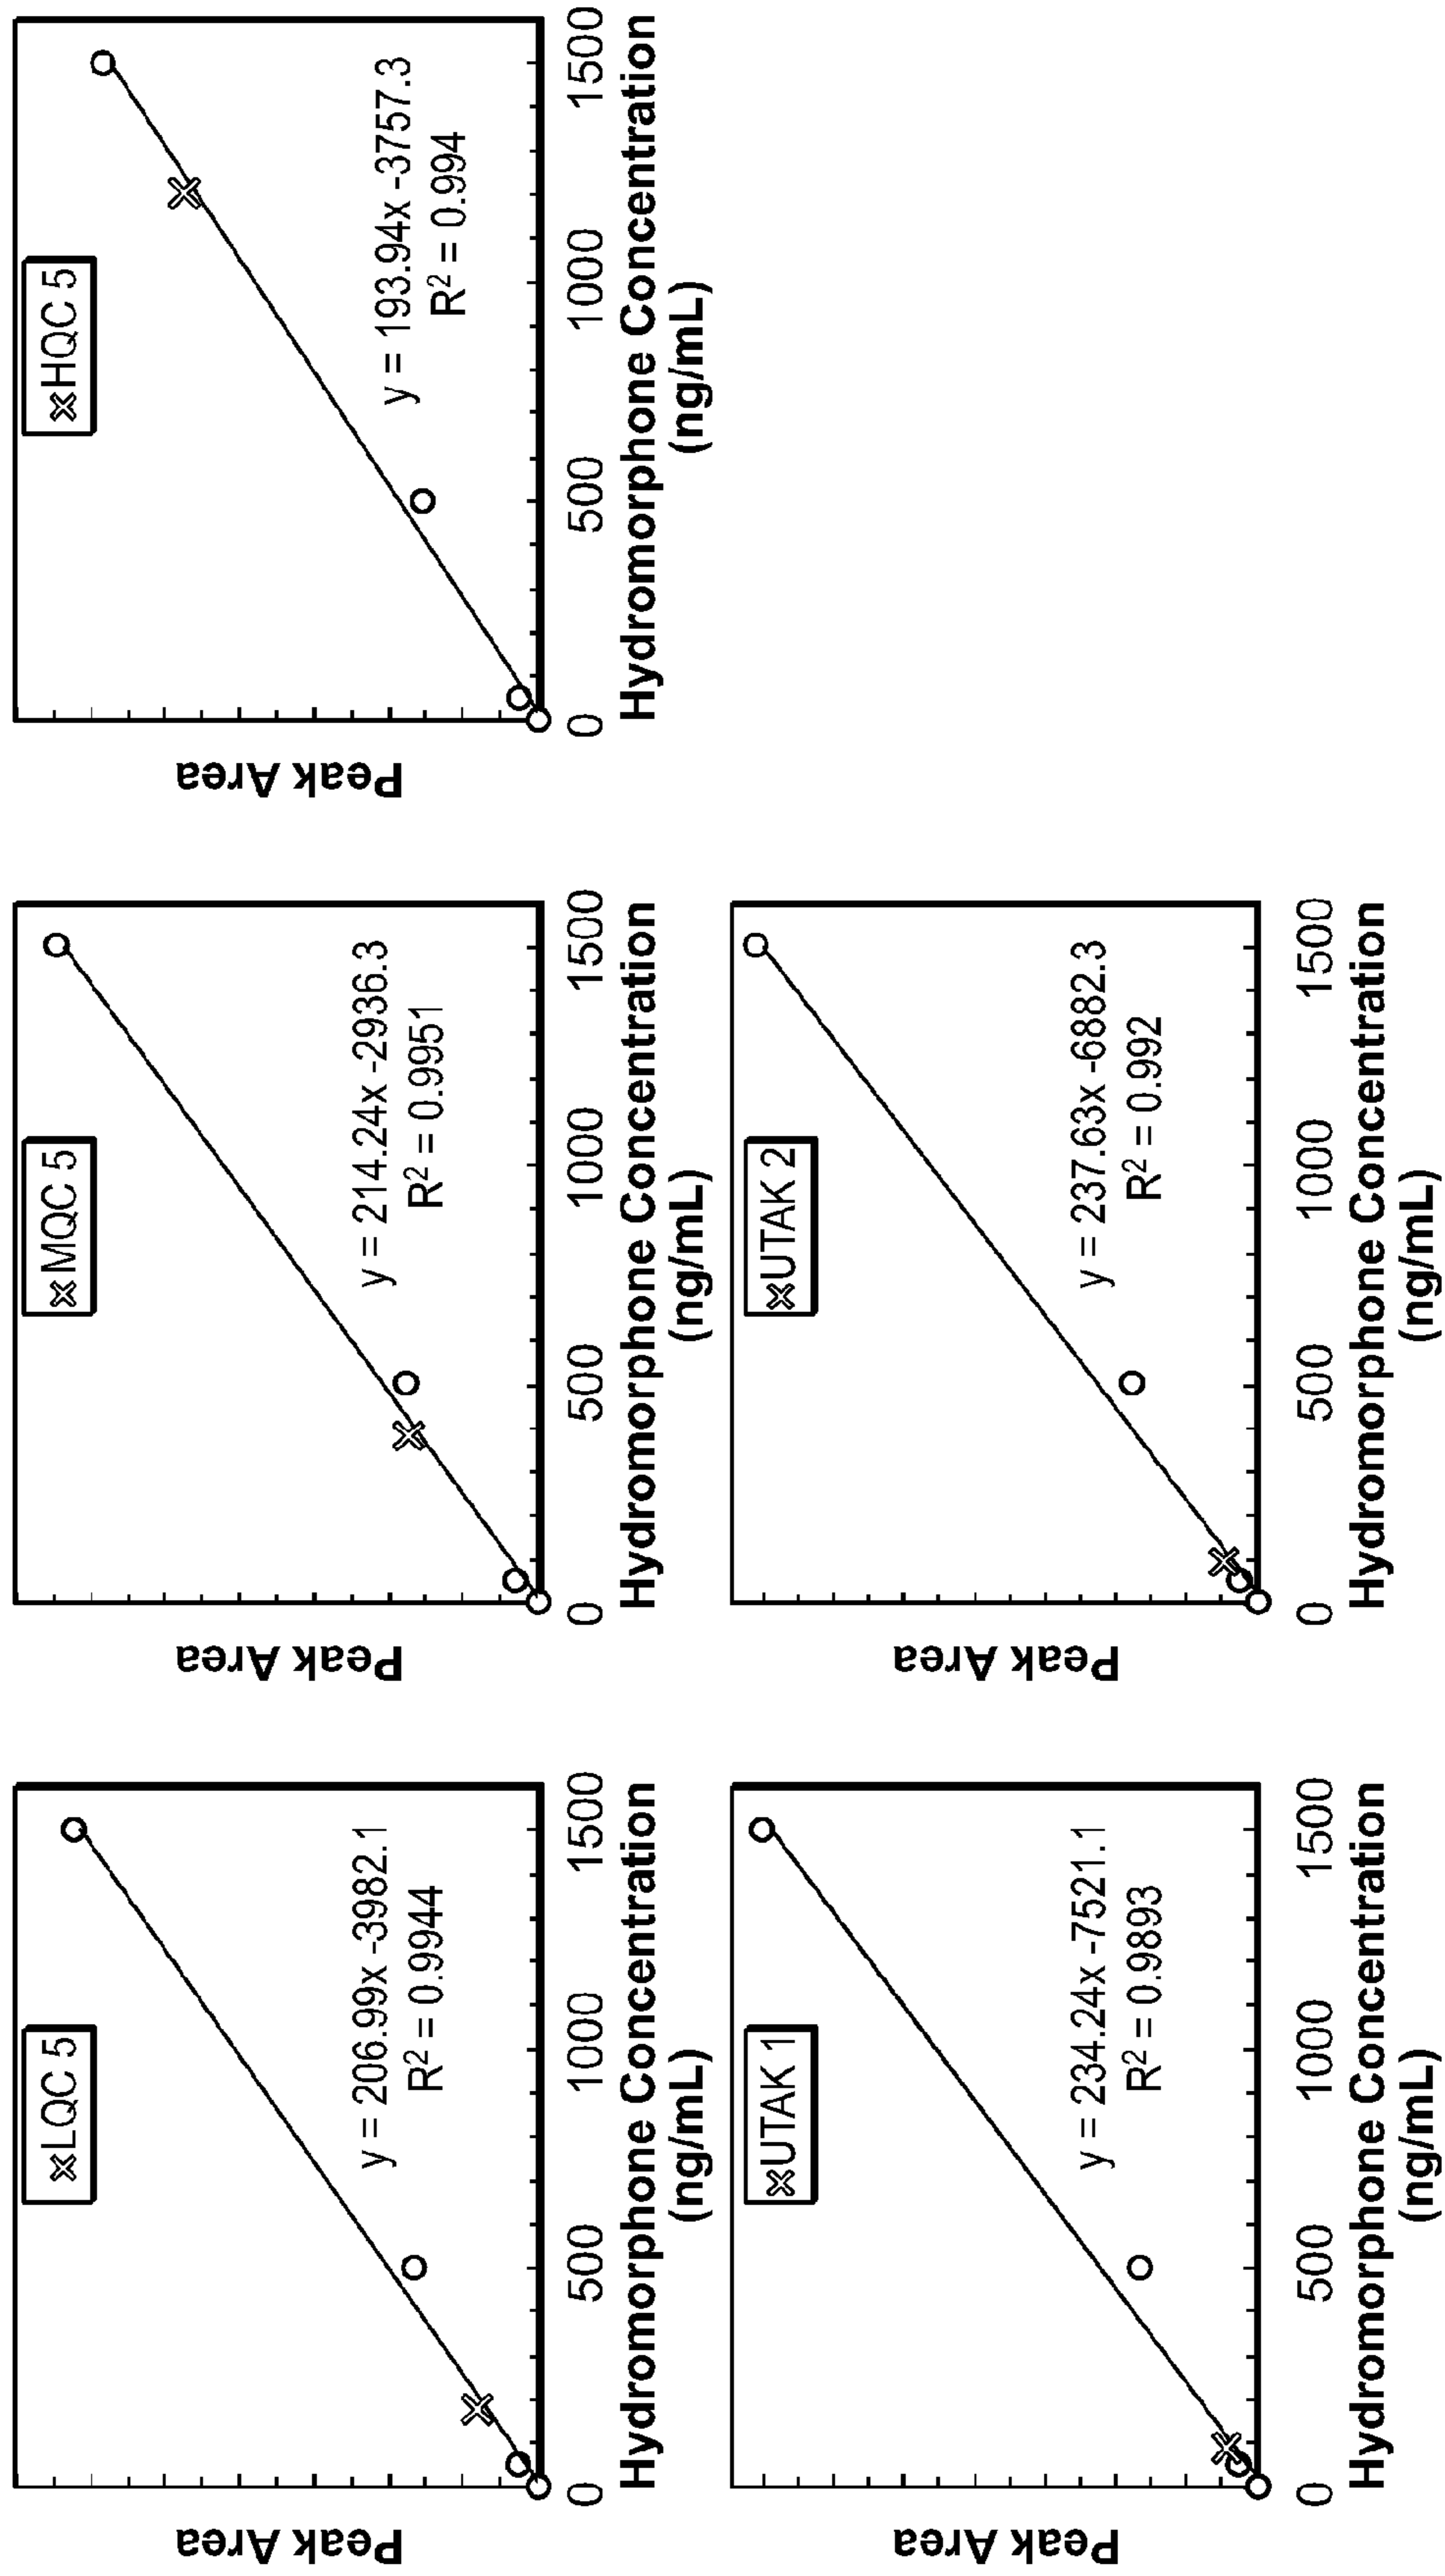 LQC 5
y = 206.99x -3982.1
R² = 0.9944
Peak Area
0 500 1000 1500
Hydromorphone Concentration
(ng/mL)
MQC 5
y = 214.24x -2936.3
R² = 0.9951
Peak Area
0 500 1000 1500
Hydromorphone Concentration
(ng/mL)
HQC 5
y = 193.94x -3757.3
R² = 0.994
Peak Area
0 500 1000 1500
Hydromorphone Concentration
(ng/mL)
UTAK 1
y = 234.24x -7521.1
R² = 0.9893
Peak Area
0 500 1000 1500
Hydromorphone Concentration
(ng/mL)
UTAK 2
y = 237.63x -6882.3
R² = 0.992
Peak Area
0 500 1000 1500
Hydromorphone Concentration
(ng/mL)